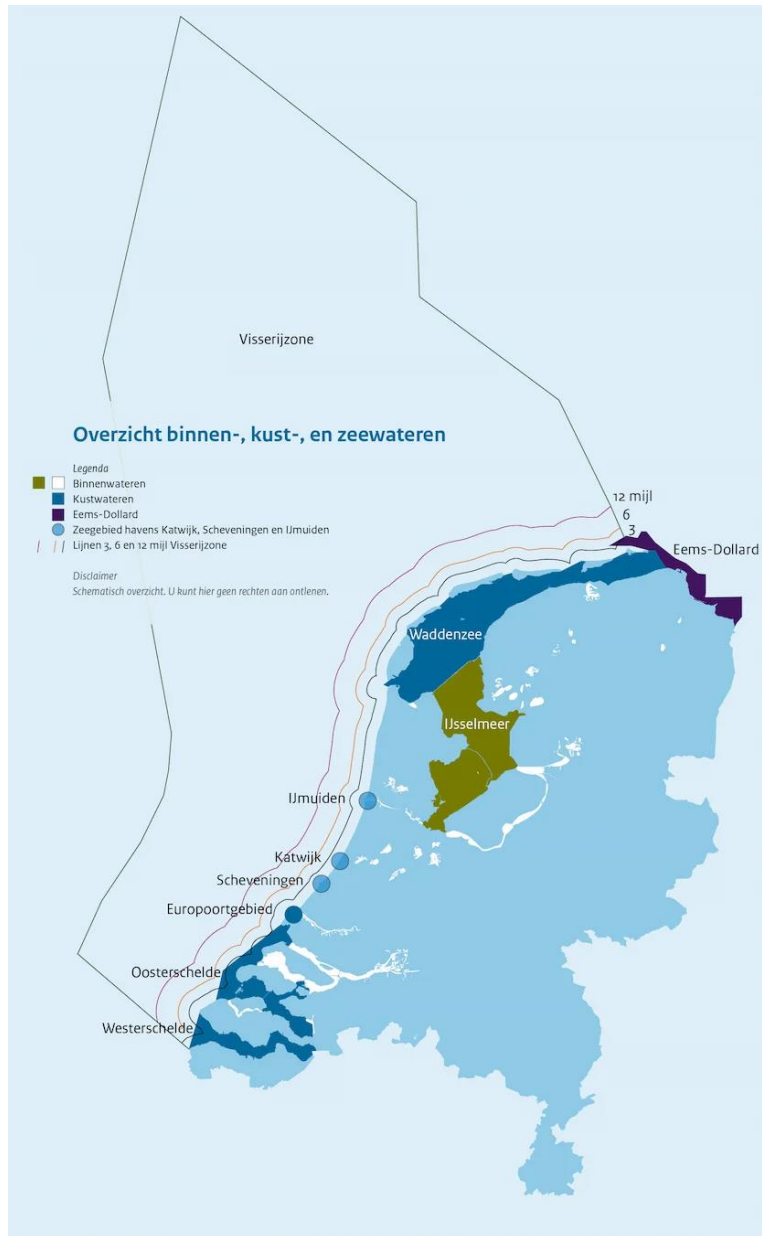 Visserijzone
Overzicht binnen-, kust-, en zeewateren
Legenda
Binnenwateren
Kustwateren
Eems-Dollard
Zeegebied havens Katwijk, Scheveningen en IJmuiden
Lijnen 3, 6 en 12 mijl Visserijzone
Disclaimer
Schematisch overzicht. U kunt hier geen rechten aan ontlenen.
12 mijl
6
3
Eems-Dollard
Waddenzee
IJsselmeer
IJmuiden
Katwijk
Scheveningen
Europoortgebied
Oosterschelde
Westerschelde